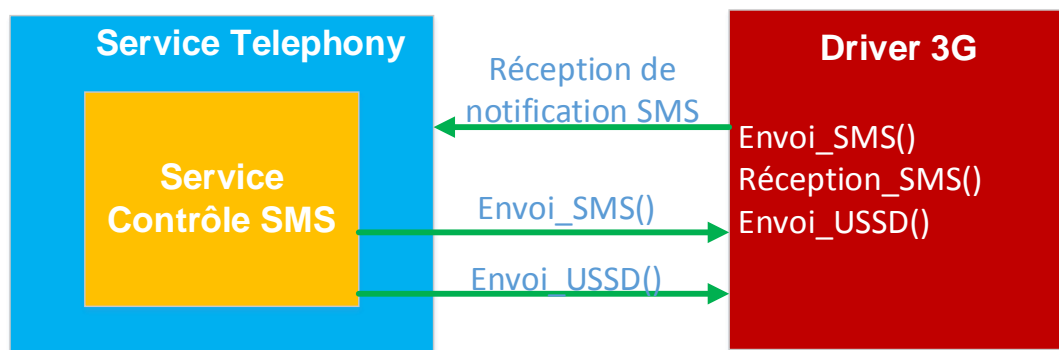 Service Telephony
Service
Contrôle SMS
Réception de
notification SMS
Envoi_SMS()
Envoi_USSD()
Driver 3G
Envoi_SMS()
Réception_SMS()
Envoi_USSD()